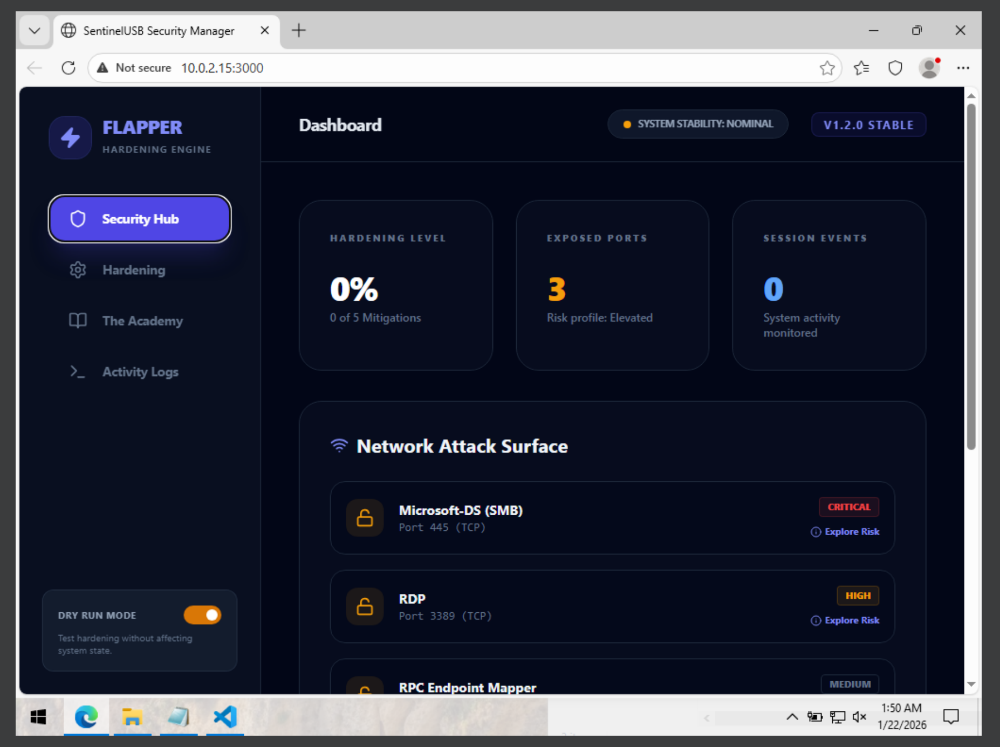 SentinelUSB Security Manager
Not secure 10.0.2.15:3000
FLAPPER
HARDENING ENGINE
Security Hub
Hardening
The Academy
Activity Logs
DRY RUN MODE
Test hardening without affecting
system state.
Dashboard
SYSTEM STABILITY: NOMINAL
V1.2.0 STABLE
HARDENING LEVEL
0%
0 of 5 Mitigations
EXPOSED PORTS
3
Risk profile: Elevated
SESSION EVENTS
0
System activity
monitored
Network Attack Surface
Microsoft-DS (SMB)
Port 445 (TCP)
CRITICAL
Explore Risk
RDP
Port 3389 (TCP)
HIGH
Explore Risk
RPC Endpoint Mapper
MEDIUM
1:50 AM
1/22/2026